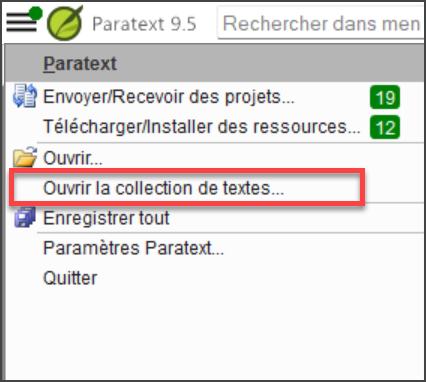 Paratext 9.5 Rechercher dans men
Paratext
Envoyer/Recevoir des projets... 19
Télécharger/Installer des ressources... 12
Ouvrir...
Ouvrir la collection de textes...
Enregistrer tout
Paramètres Paratext...
Quitter